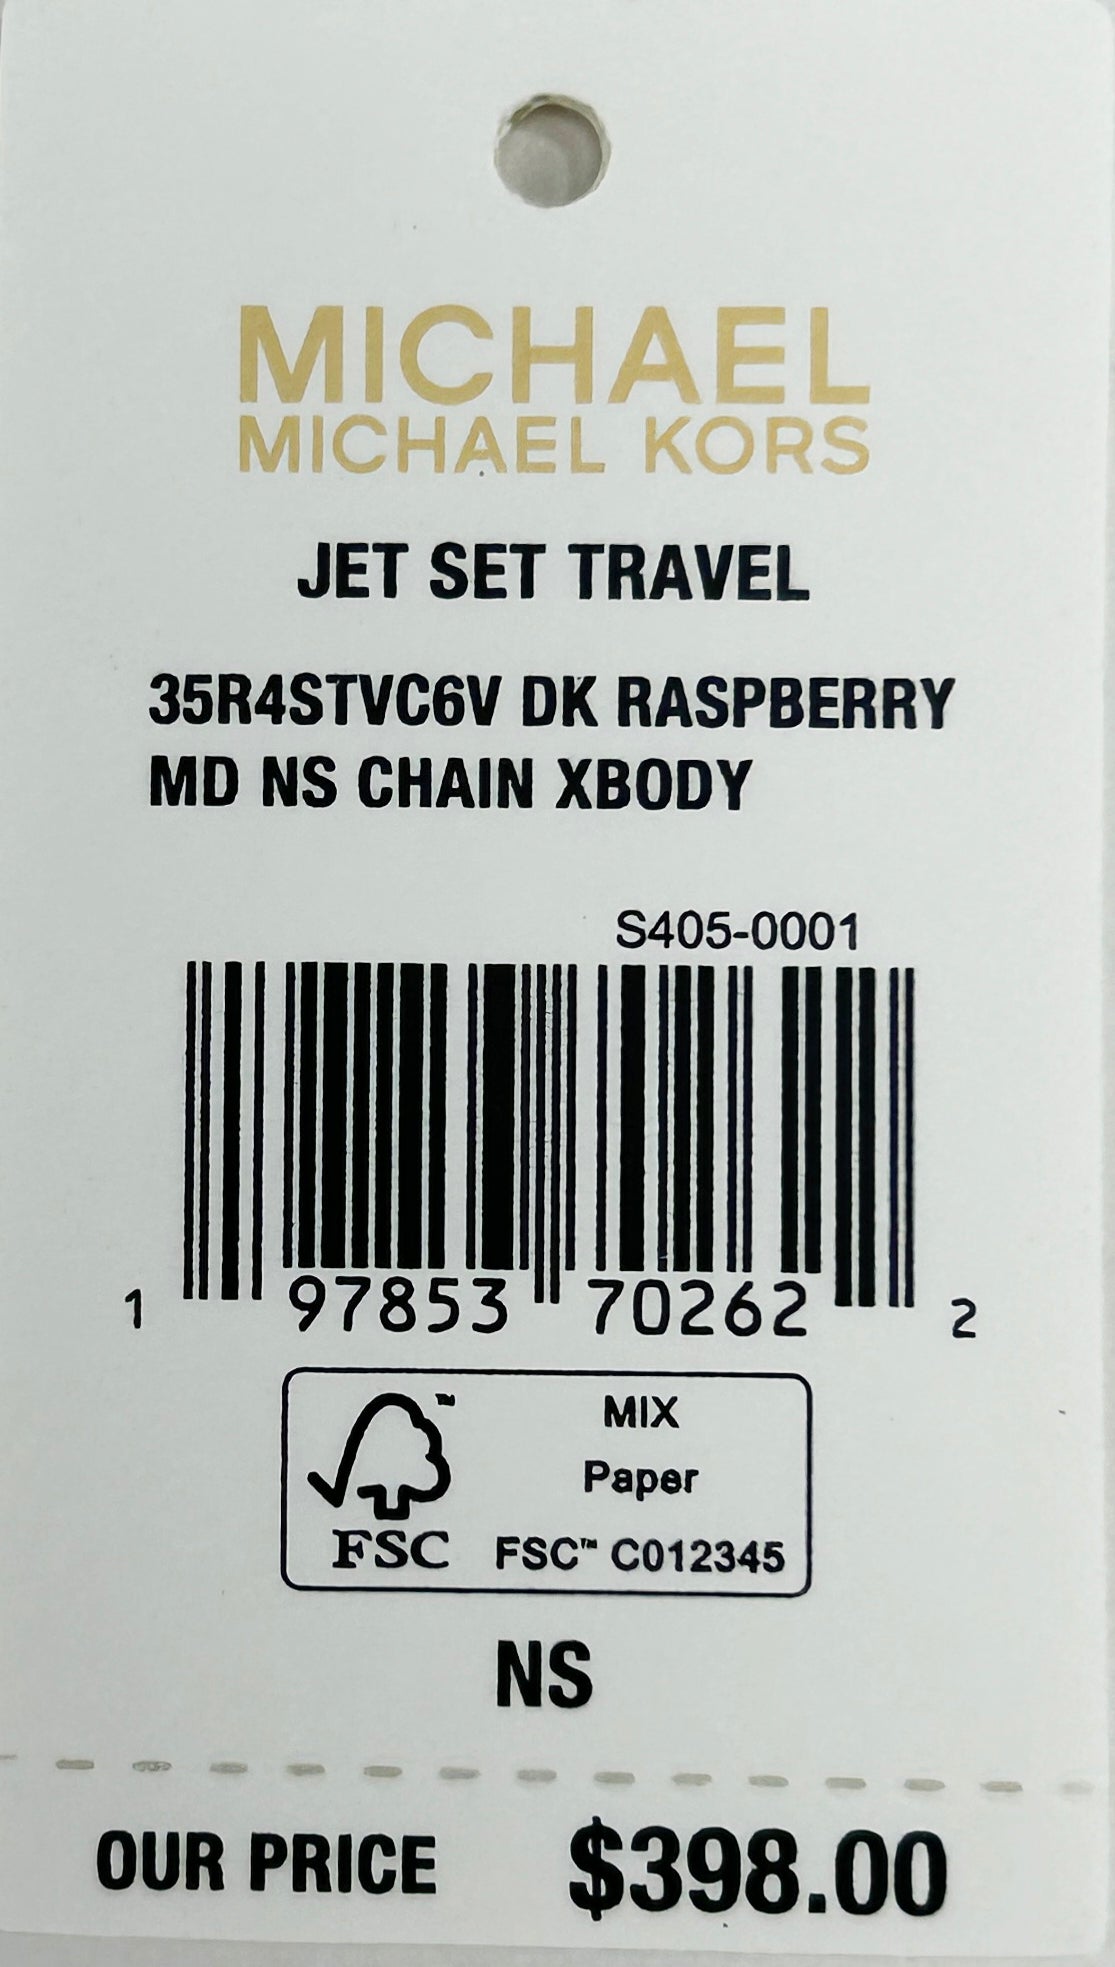 MICHAEL
MICHAEL KORS
JET SET TRAVEL
35R4STVC6V DK RASPBERRY
MD NS CHAIN XBODY
S405-0001
1 97853 70262 2
™
MIX
Paper
FSC FSC™ C012345
NS
OUR PRICE $398.00